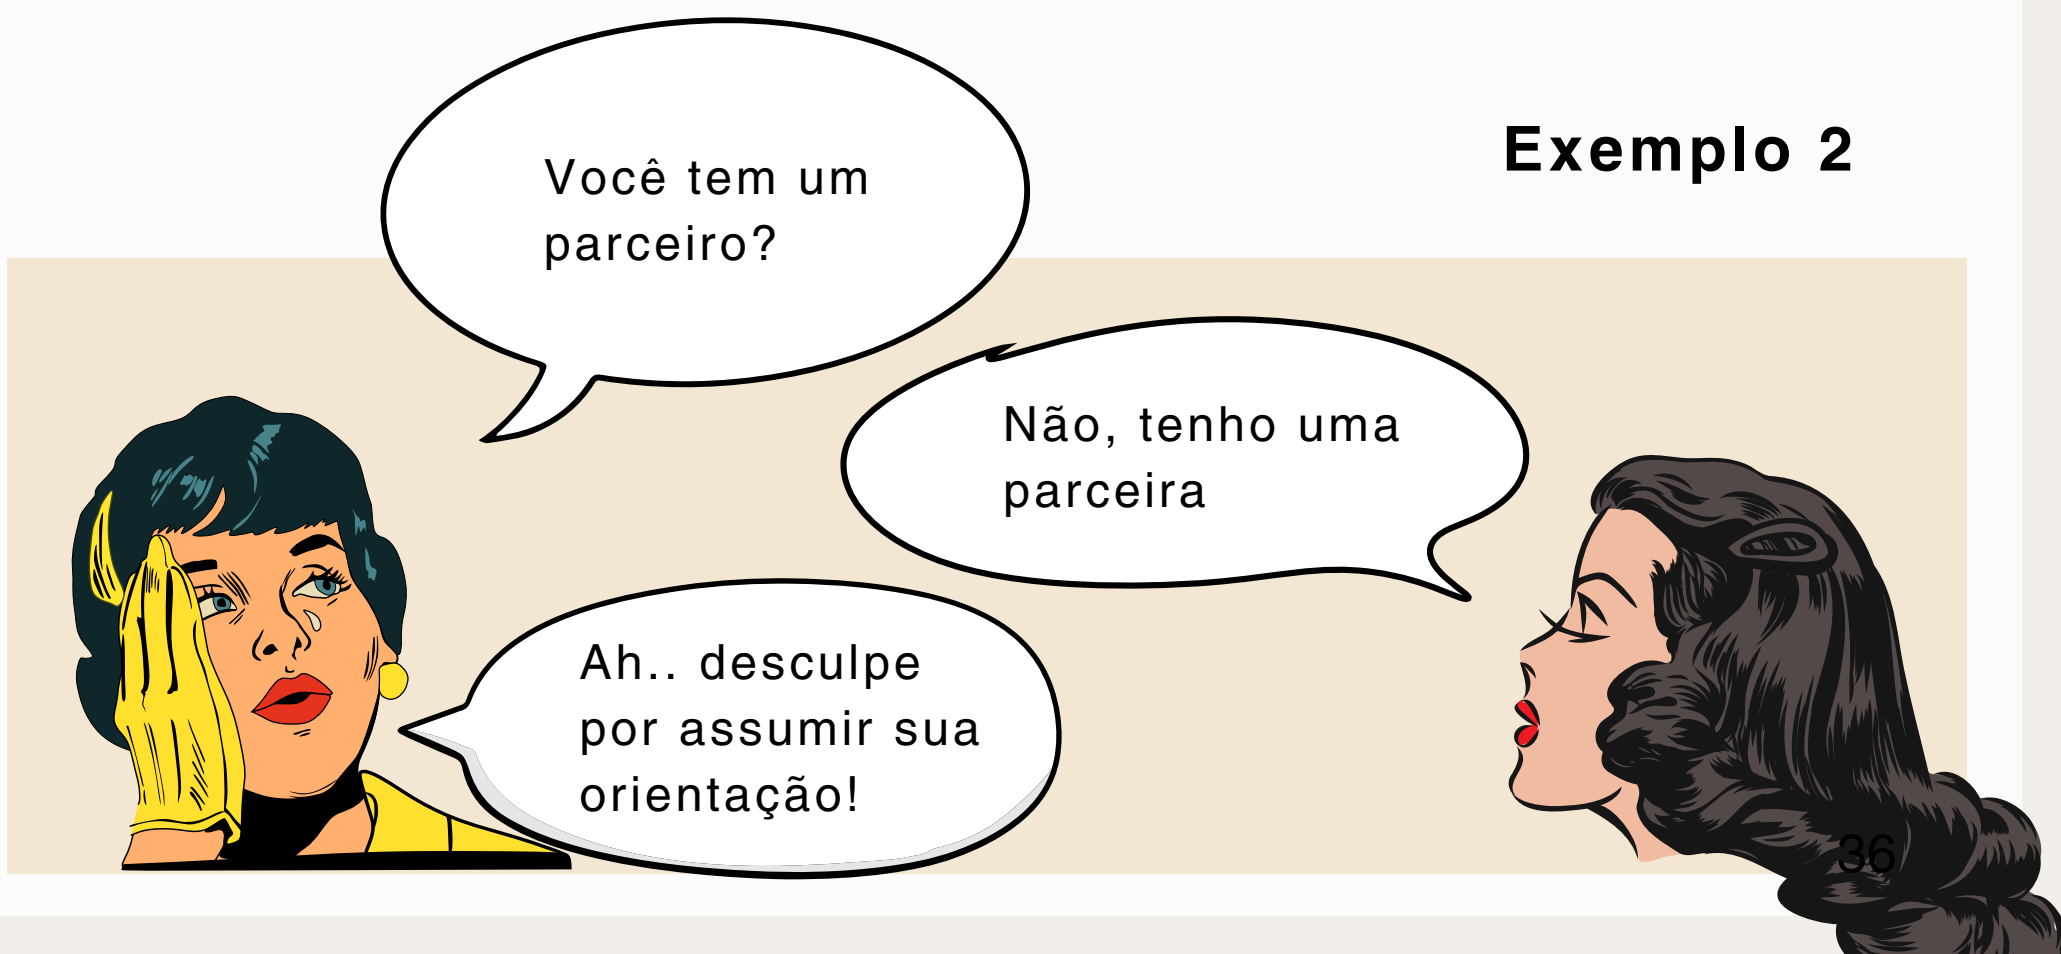 Exemplo 2
Você tem um
parceiro?
Não, tenho uma
parceira
Ah.. desculpe
por assumir sua
orientação!
36